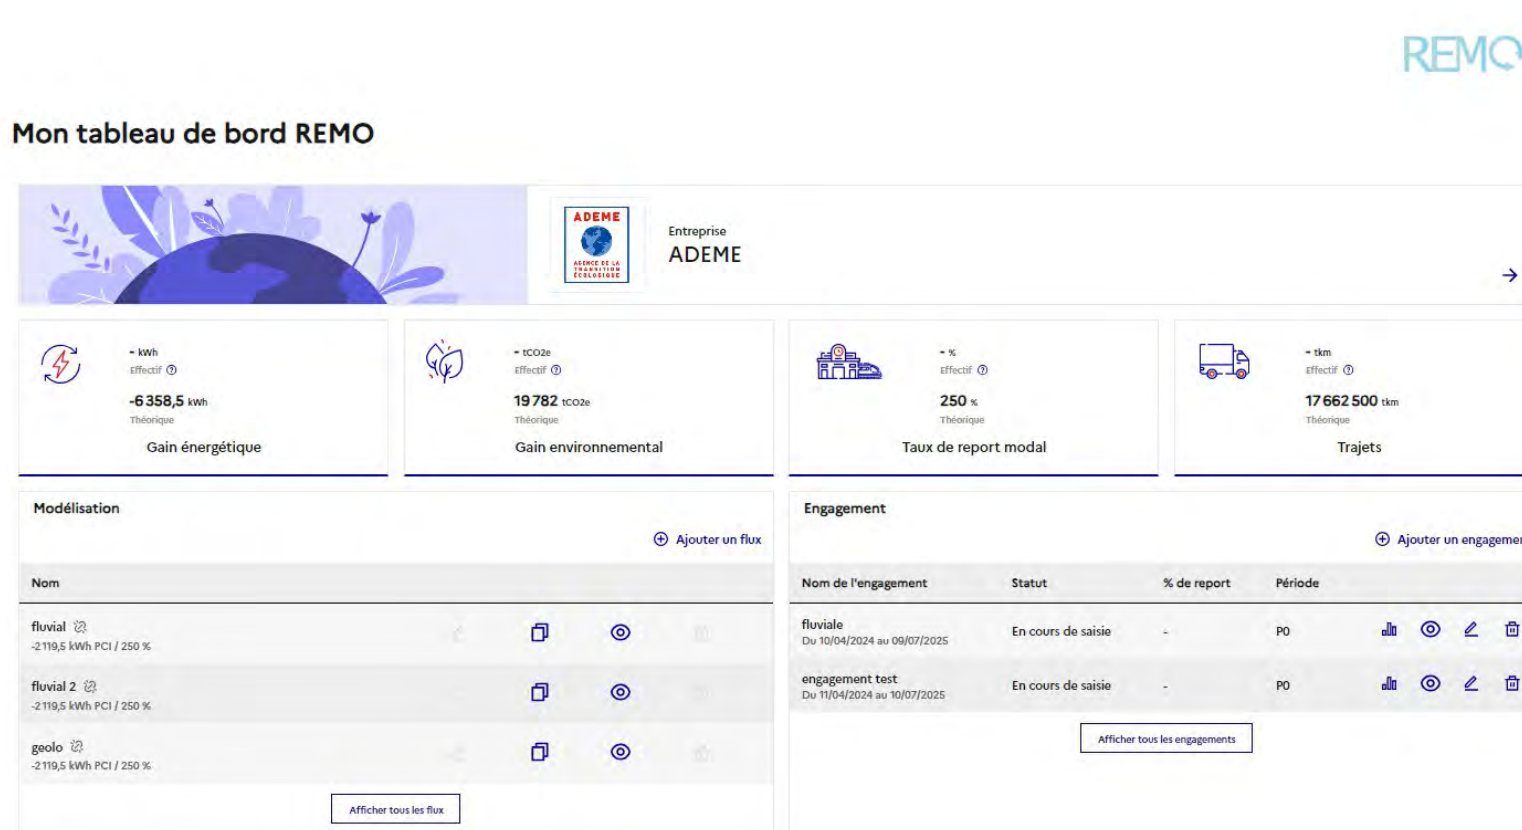 REMO
Mon tableau de bord REMO
ADEME
AGENCE DE LA
TRANSITION
ÉCOLOGIQUE
Entreprise
ADEME
- kWh
Effectif
-6 358,5 kWh
Théorique
Gain énergétique
- tCO2e
Effectif
19 782 tCO2e
Théorique
Gain environnemental
- %
Effectif
250 %
Théorique
Taux de report modal
- tkm
Effectif
17 662 500 tkm
Théorique
Trajets
Modélisation
Ajouter un flux
Nom
fluvial
-2 119,5 kWh PCI / 250 %
fluvial 2
-2 119,5 kWh PCI / 250 %
geolo
-2 119,5 kWh PCI / 250 %
Afficher tous les flux
Engagement
Ajouter un engagemen
Nom de l'engagement Statut % de report Période
fluviale
Du 10/04/2024 au 09/07/2025
En cours de saisie - P0
engagement test
Du 11/04/2024 au 10/07/2025
En cours de saisie - P0
Afficher tous les engagements